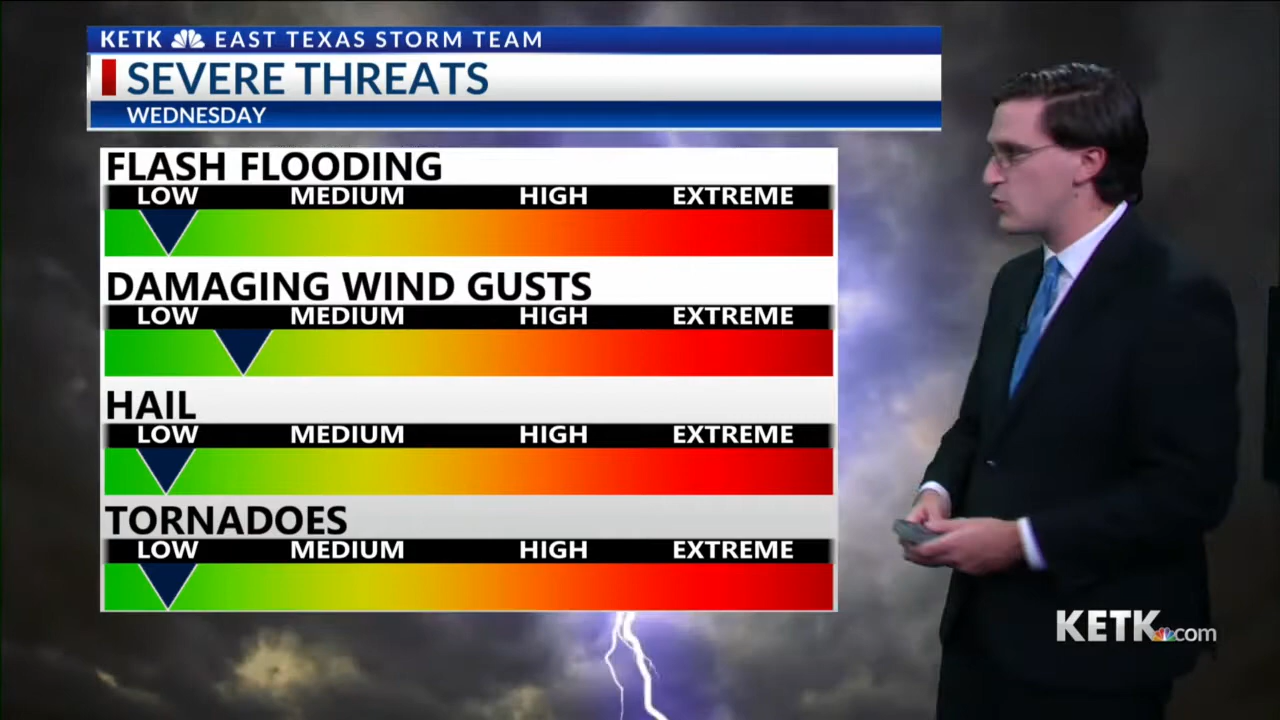 KETK EAST TEXAS STORM TEAM
SEVERE THREATS
WEDNESDAY
FLASH FLOODING
LOW MEDIUM HIGH EXTREME
DAMAGING WIND GUSTS
LOW MEDIUM HIGH EXTREME
HAIL
LOW MEDIUM HIGH EXTREME
TORNADOES
LOW MEDIUM HIGH EXTREME
KETK.com